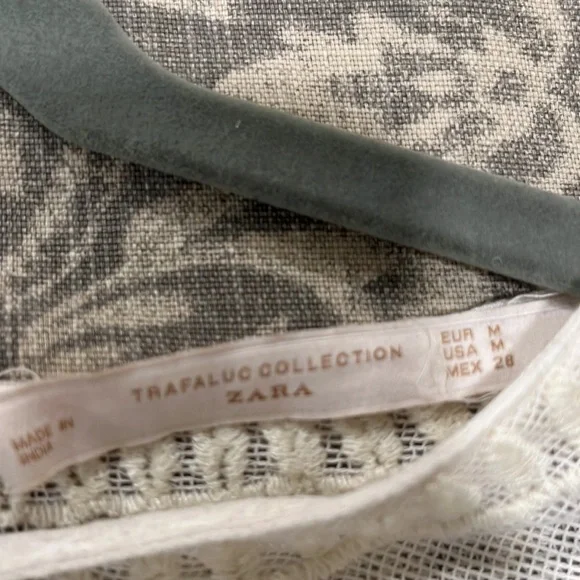 MADE IN
INDIA
TRAFALUC COLLECTION
ZARA
EUR M
USA M
MEX 28